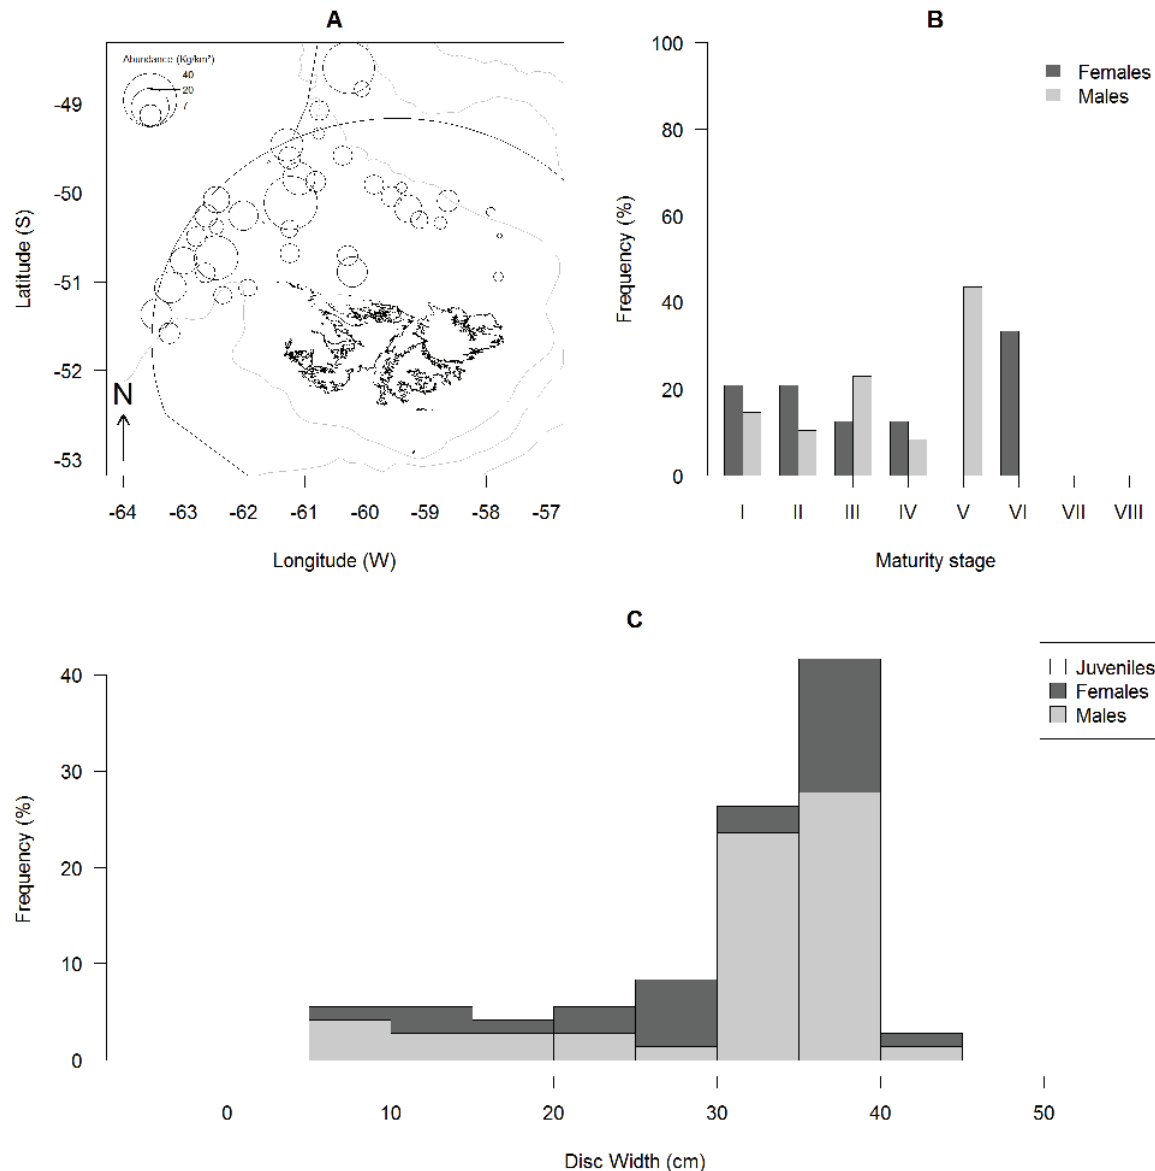 A
Abundance (Kg/km²)
40
20
7
-49
-50
-51
-52
-53
Latitude (S)
N
-64 -63 -62 -61 -60 -59 -58 -57
Longitude (W)
B
100
80
60
40
20
0
Frequency (%)
Females
Males
I II III IV V VI VII VIII
Maturity stage
C
Juveniles
Females
Males
40
30
20
10
0
Frequency (%)
0 10 20 30 40 50
Disc Width (cm)